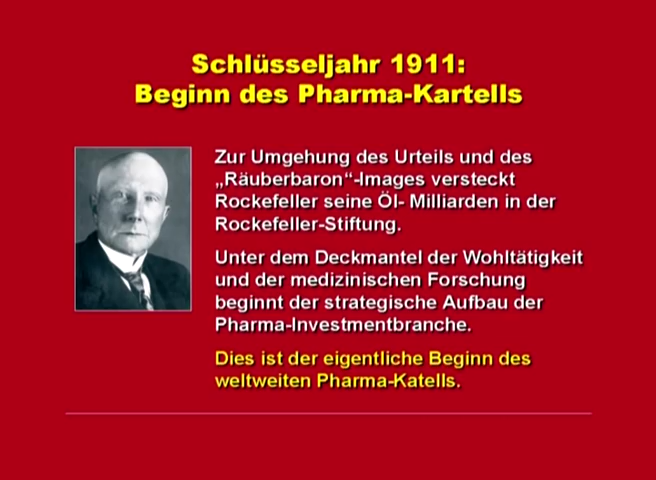 Schlüsseljahr 1911:
Beginn des Pharma-Kartells
Zur Umgehung des Urteils und des
„Räuberbaron“-Images versteckt
Rockefeller seine Öl- Milliarden in der
Rockefeller-Stiftung.
Unter dem Deckmantel der Wohltätigkeit
und der medizinischen Forschung
beginnt der strategische Aufbau der
Pharma-Investmentbranche.
Dies ist der eigentliche Beginn des
weltweiten Pharma-Katells.